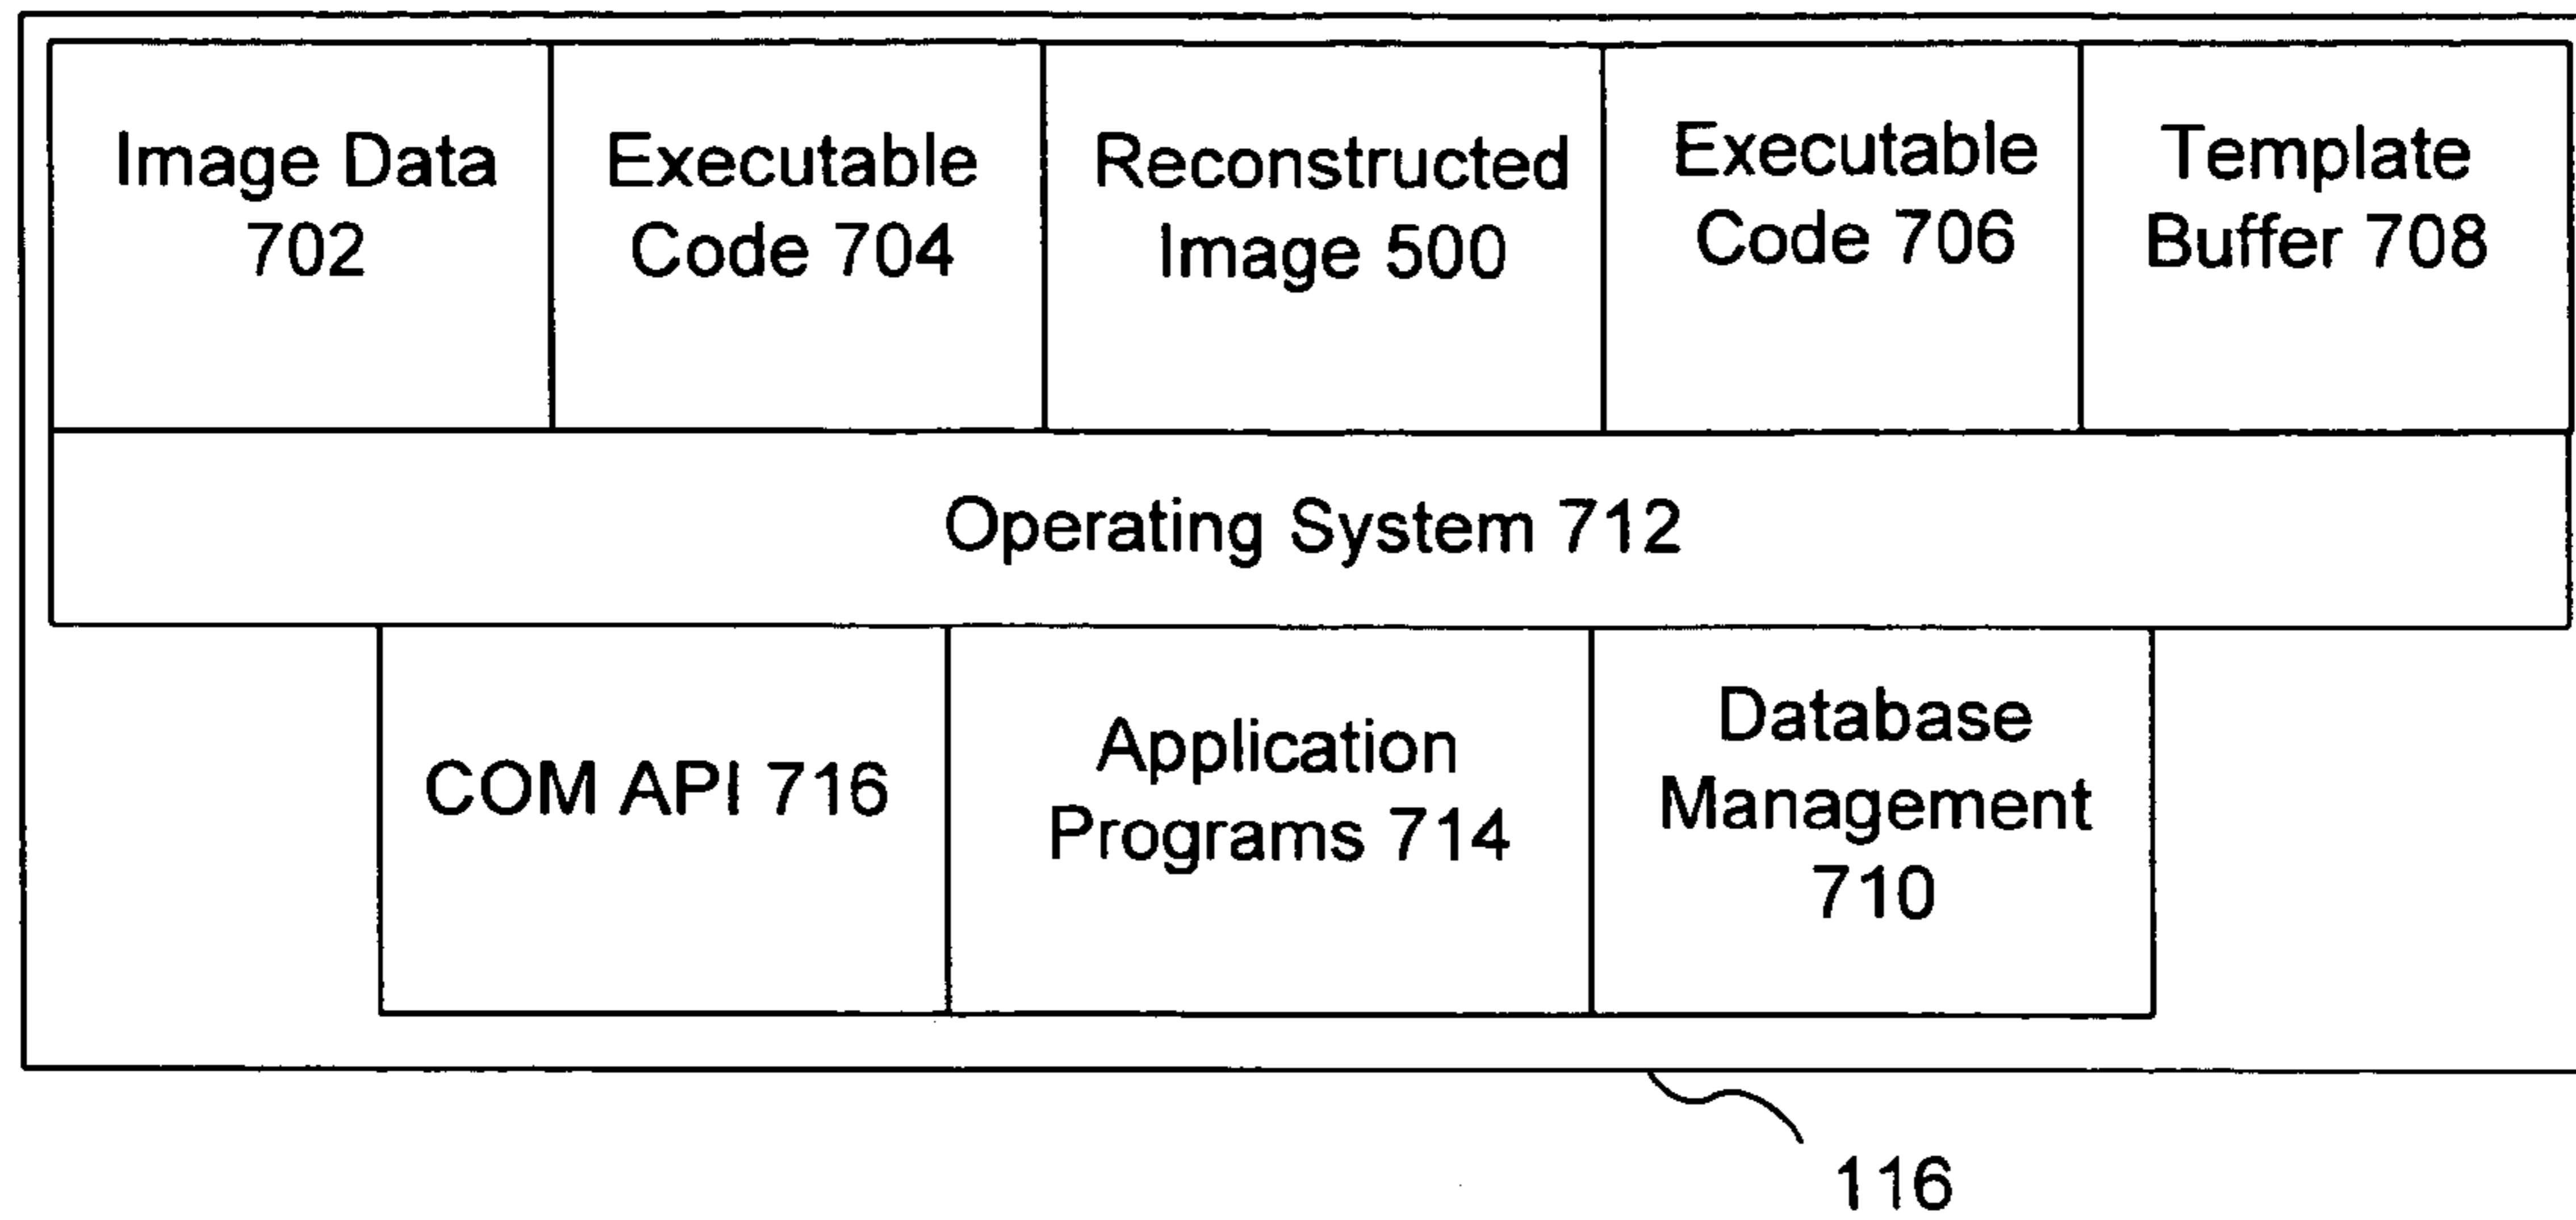 Image Data
702
Executable
Code 704
Reconstructed
Image 500
Executable
Code 706
Template
Buffer 708
Operating System 712
COM API 716
Application
Programs 714
Database
Management
710
116